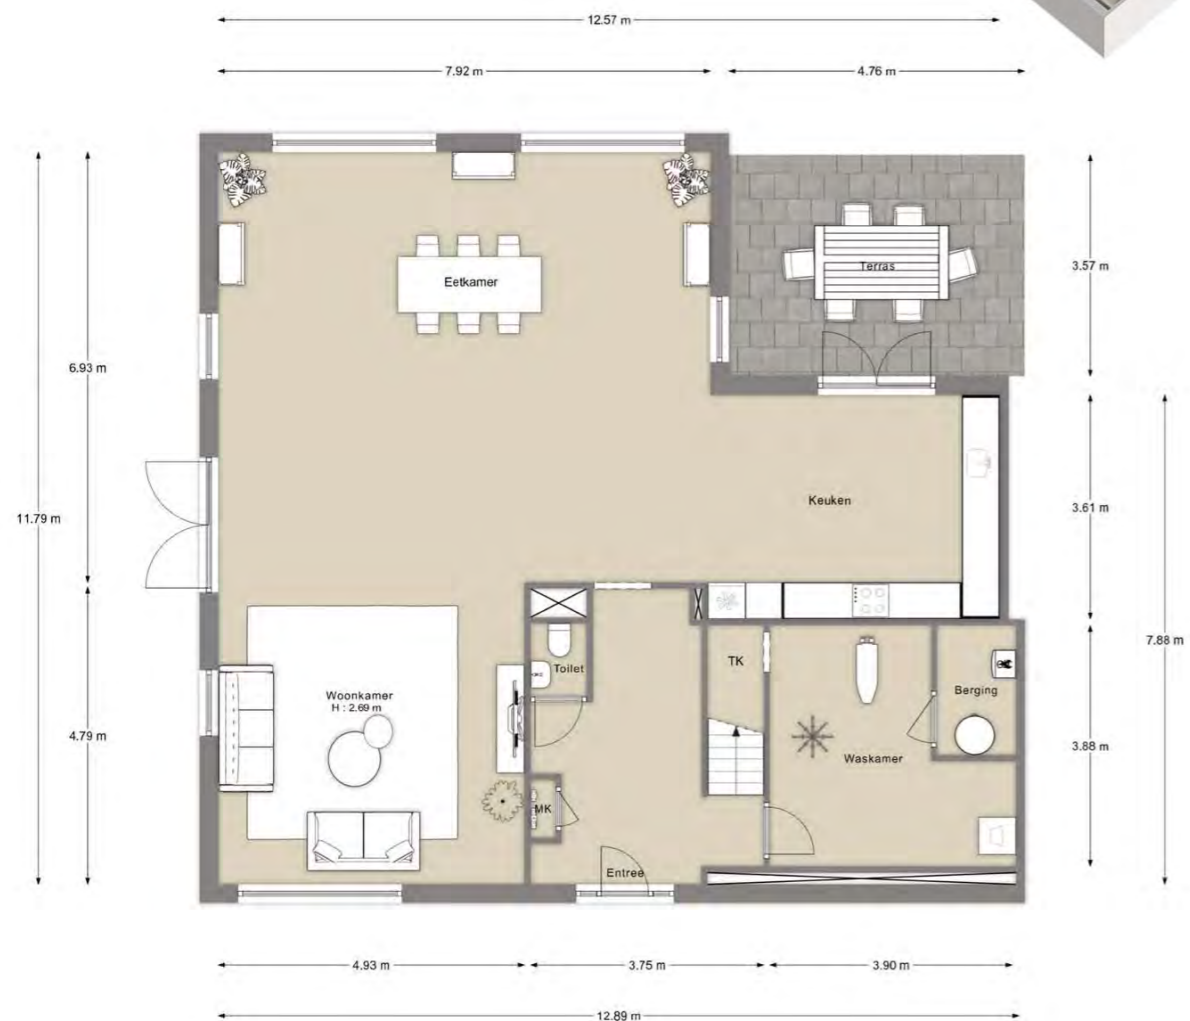 12.57 m
7.92 m
4.76 m
Eetkamer
Terras
3.57 m
6.93 m
Keuken
3.61 m
11.79 m
7.88 m
Toilet
TK
Berging
Woonkamer
H : 2.69 m
4.79 m
3.88 m
Waskamer
MK
Entree
4.93 m
3.75 m
3.90 m
12.89 m